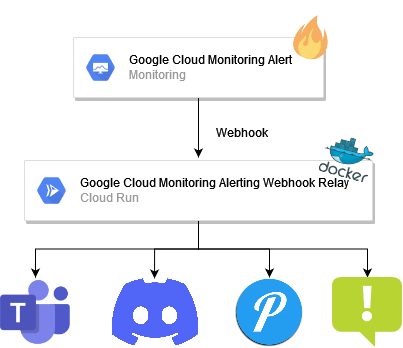 Google Cloud Monitoring Alert
Monitoring
Webhook
docker
Google Cloud Monitoring Alerting Webhook Relay
Cloud Run
T
P
!